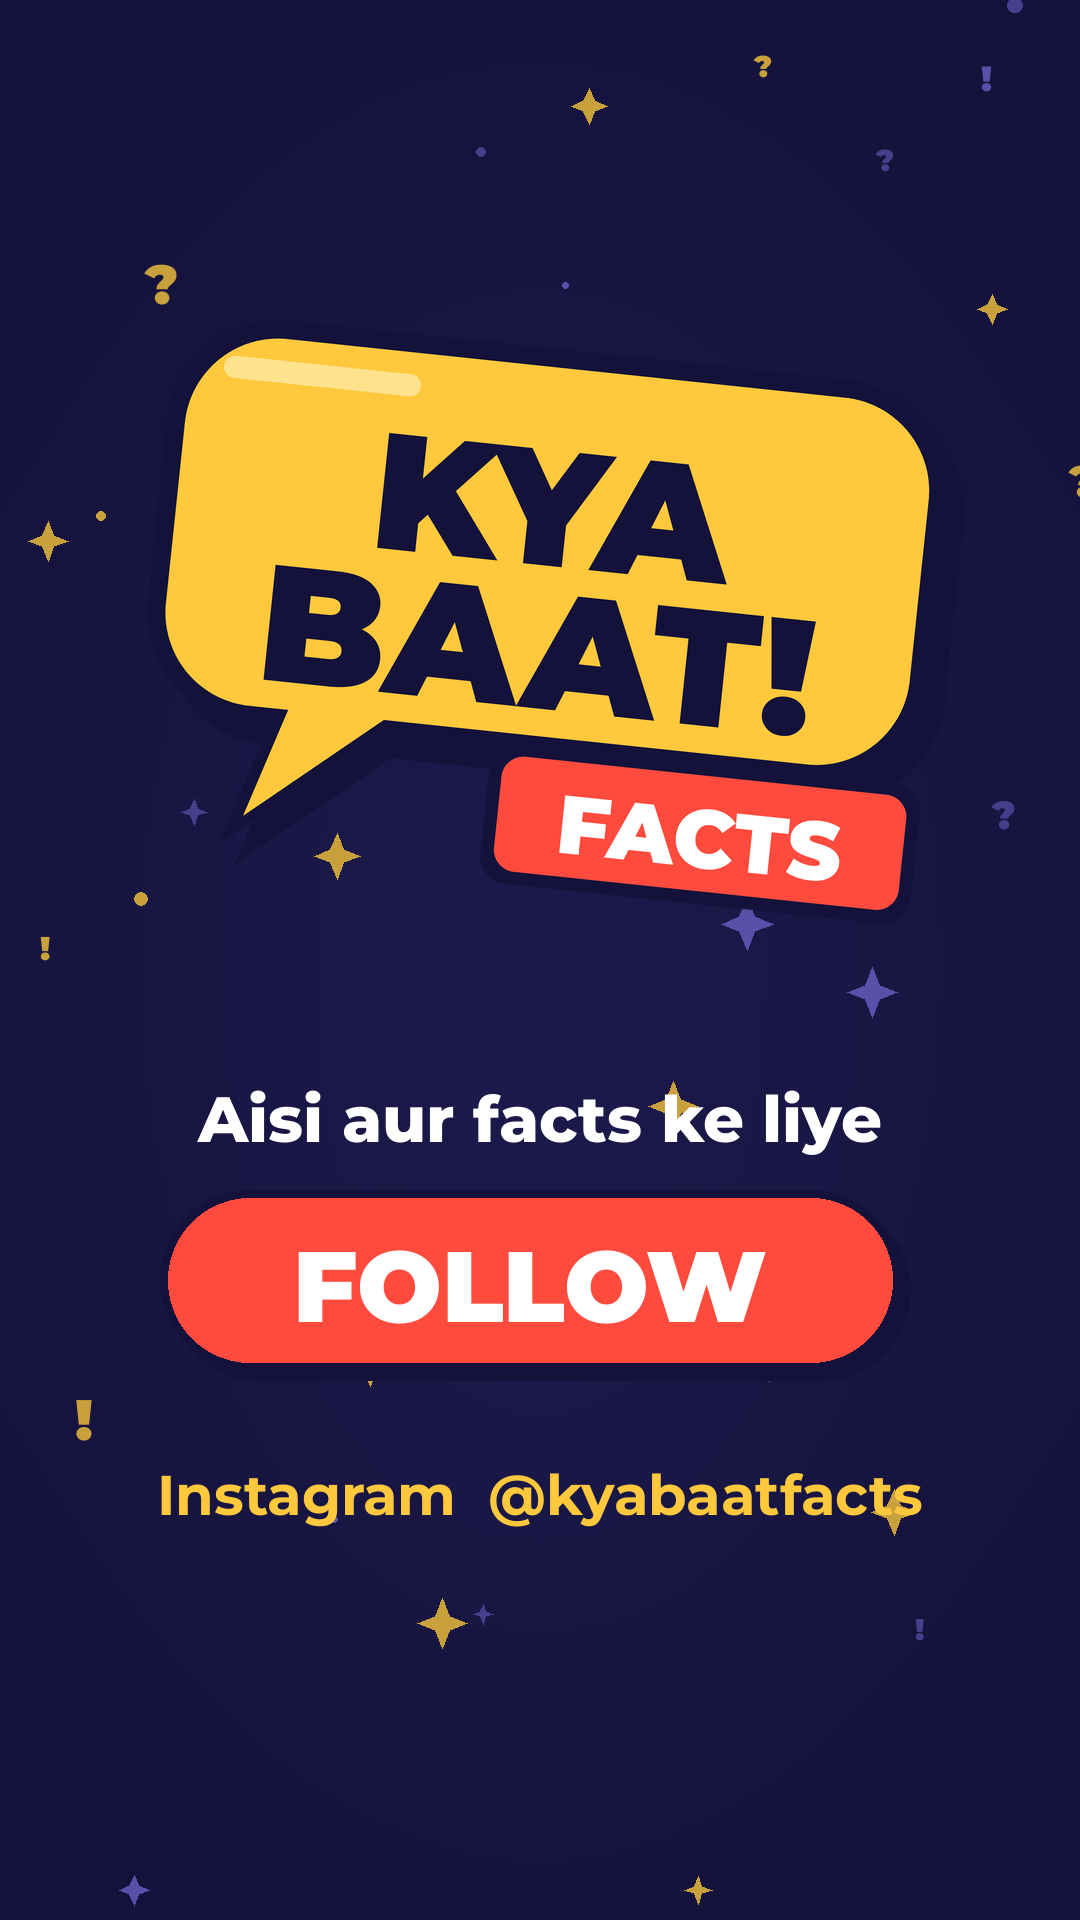 KYA
BAAT!
FACTS
Aisi aur facts ke liye
FOLLOW
Instagram @kyabaatfacts